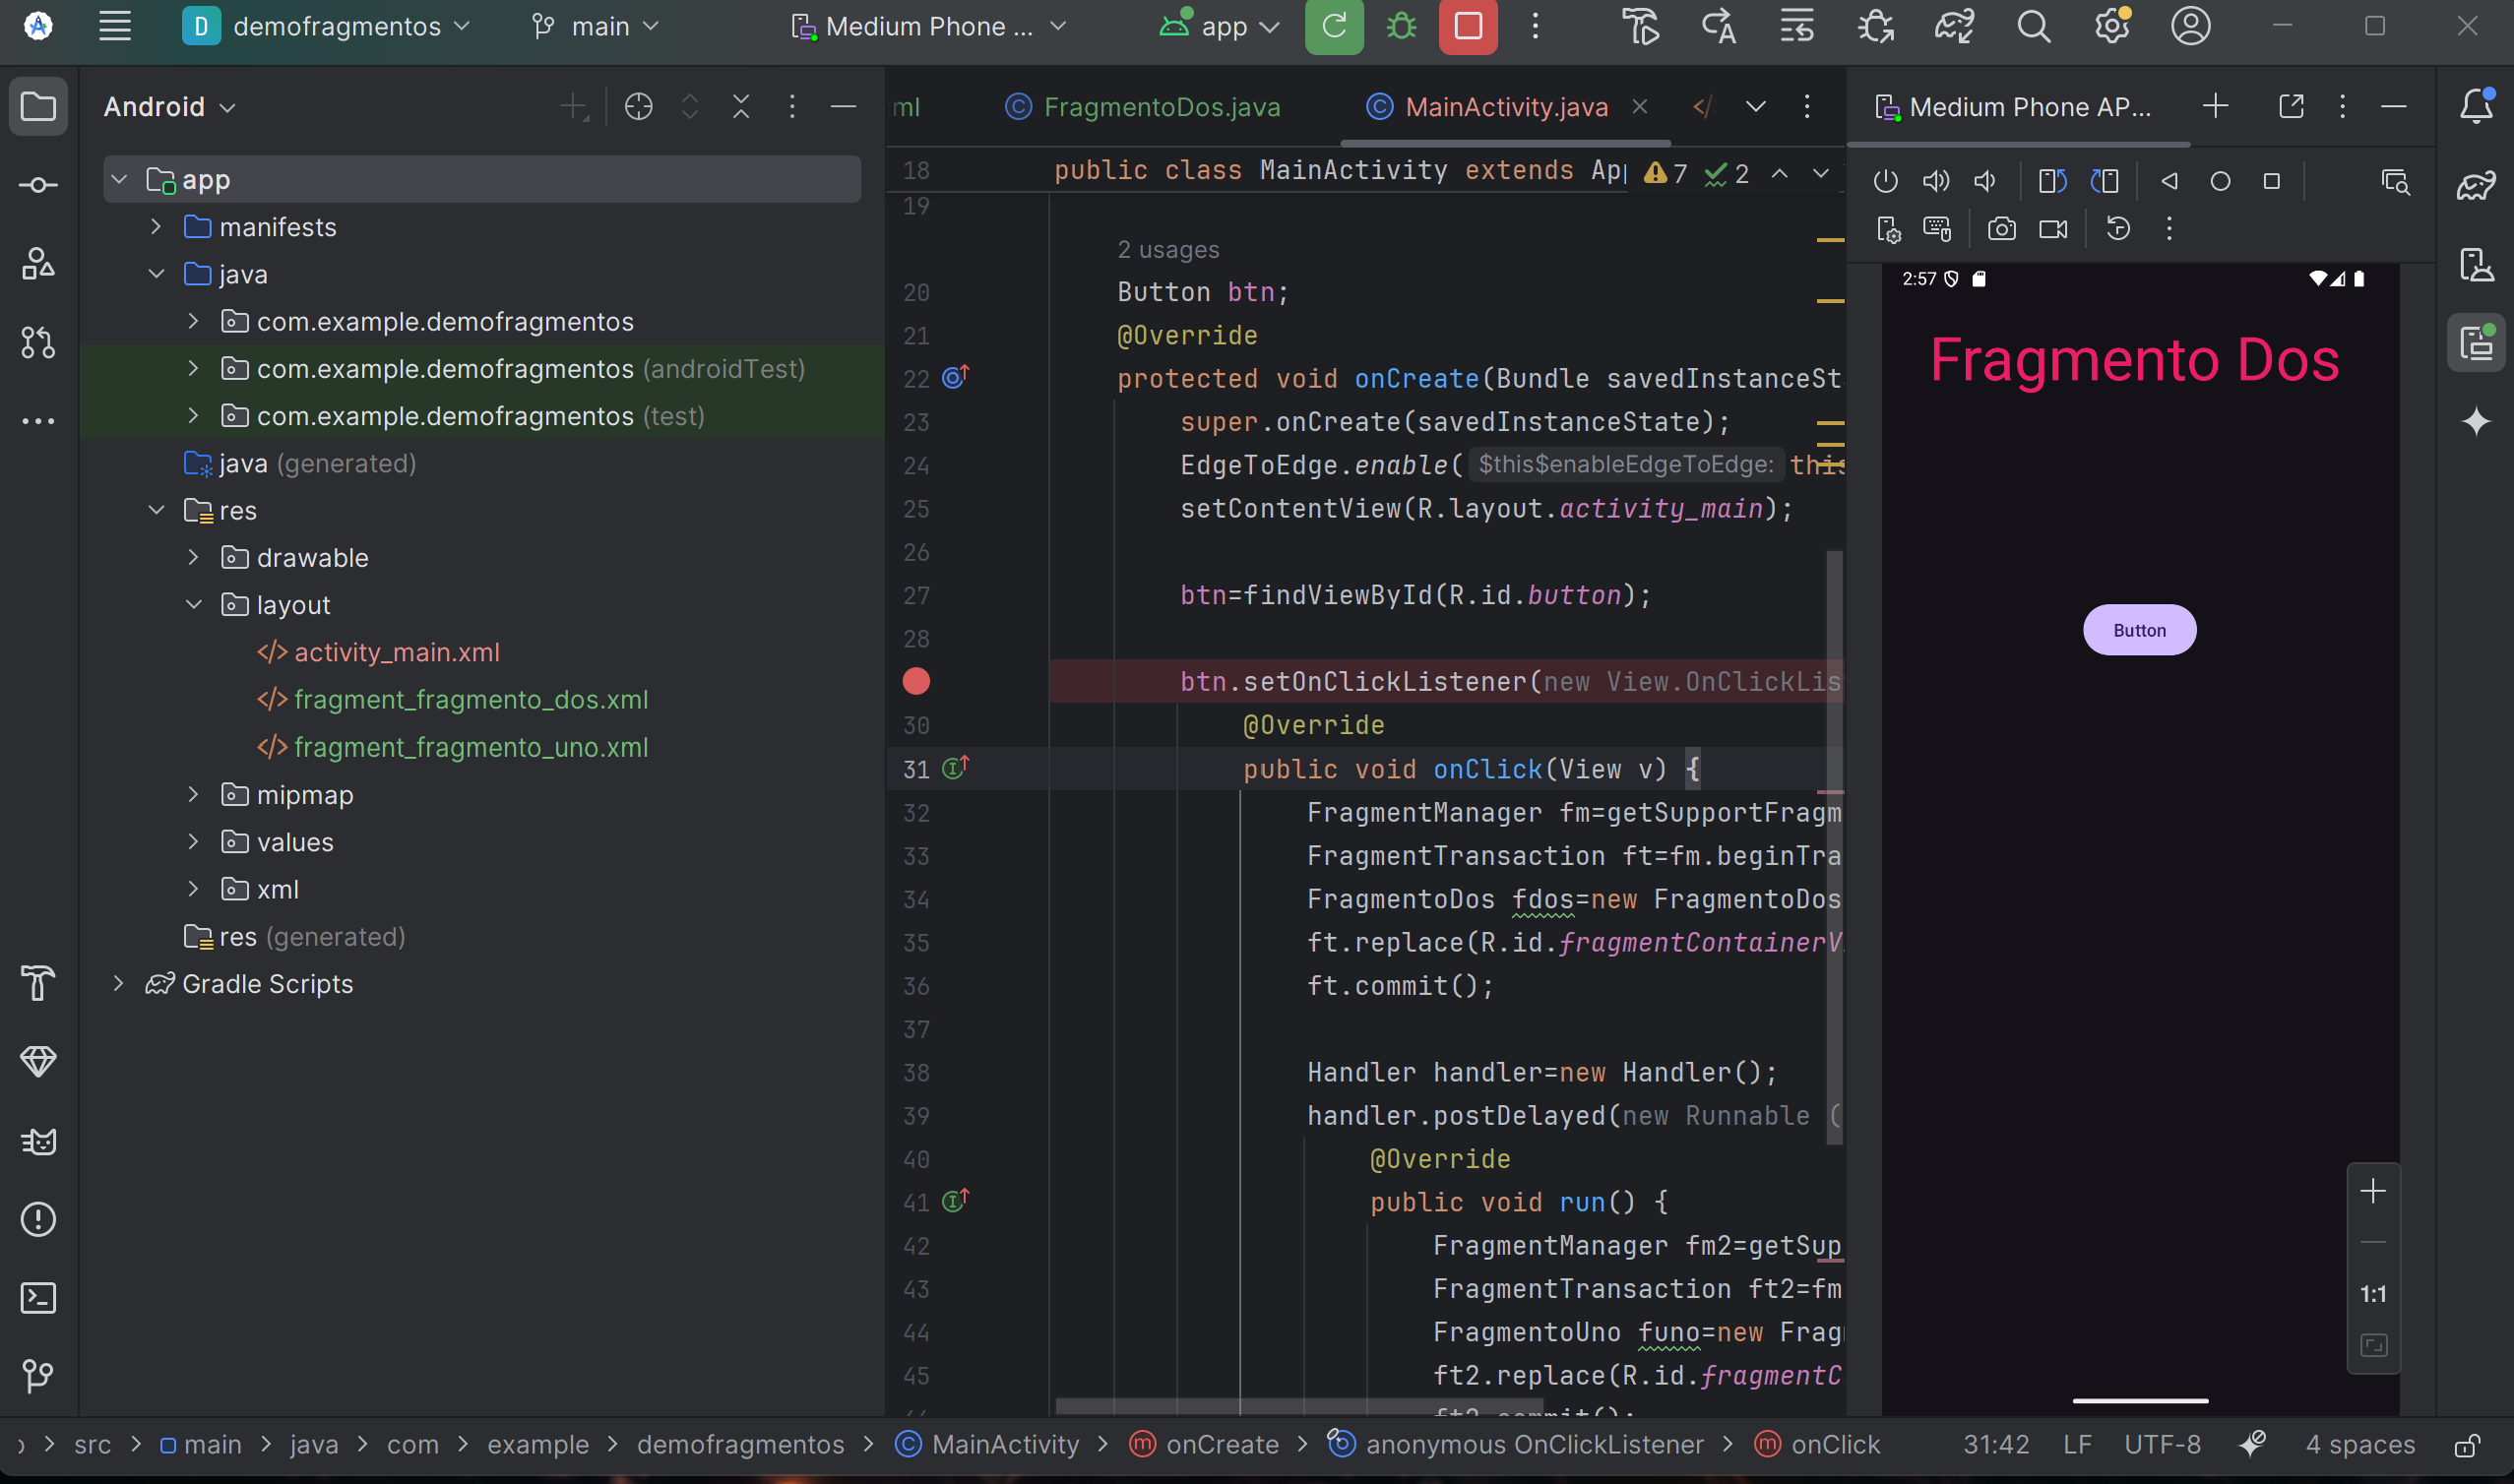 D demofragmentos main Medium Phone ... app
Android
app
manifests
java
com.example.demofragmentos
com.example.demofragmentos (androidTest)
com.example.demofragmentos (test)
java (generated)
res
drawable
layout
activity_main.xml
fragment_fragmento_dos.xml
fragment_fragmento_uno.xml
mipmap
values
xml
res (generated)
Gradle Scripts
ml FragmentoDos.java MainActivity.java
18 public class MainActivity extends App 7 2
19
2 usages
20 Button btn;
21 @Override
22 protected void onCreate(Bundle savedInstanceSt
23 super.onCreate(savedInstanceState);
24 EdgeToEdge.enable( $this$enableEdgeToEdge: this
25 setContentView(R.layout.activity_main);
26
27 btn=findViewById(R.id.button);
28
btn.setOnClickListener(new View.OnClickLis
30 @Override
31 public void onClick(View v) {
32 FragmentManager fm=getSupportFragm
33 FragmentTransaction ft=fm.beginTra
34 FragmentoDos fdos=new FragmentoDos
35 ft.replace(R.id.fragmentContainerV
36 ft.commit();
37
38 Handler handler=new Handler();
39 handler.postDelayed(new Runnable (
40 @Override
41 public void run() {
42 FragmentManager fm2=getSup
43 FragmentTransaction ft2=fm
44 FragmentoUno funo=new Frag
45 ft2.replace(R.id.fragmentC
ft2.commit();
Medium Phone AP...
2:57
Fragmento Dos
Button
1:1
src > main > java > com > example > demofragmentos > MainActivity > onCreate > anonymous OnClickListener > onClick 31:42 LF UTF-8 4 spaces